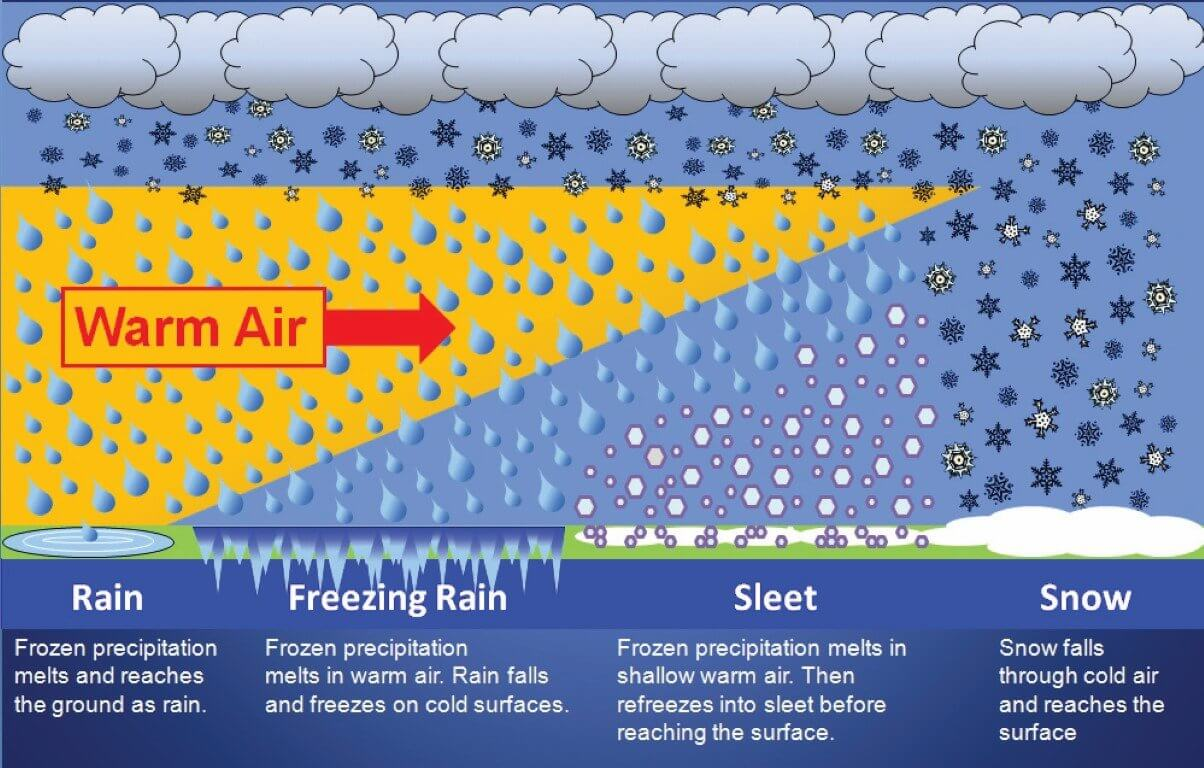 Warm Air
Rain
Freezing Rain
Sleet
Snow
Frozen precipitation
melts and reaches
the ground as rain.
Frozen precipitation
melts in warm air. Rain falls
and freezes on cold surfaces.
Frozen precipitation melts in
shallow warm air. Then
refreezes into sleet before
reaching the surface.
Snow falls
through cold air
and reaches the
surface